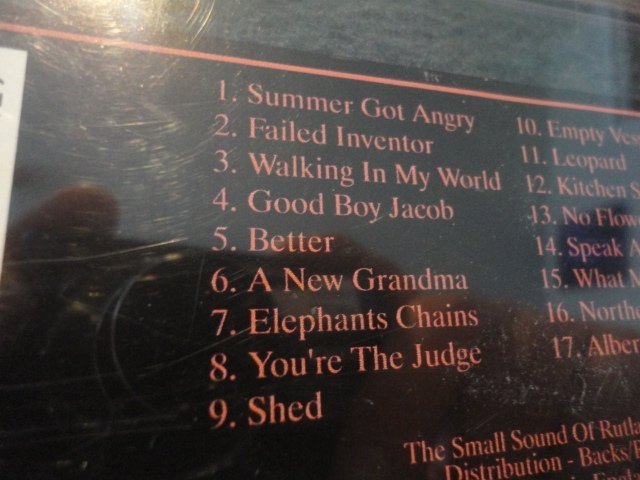 1. Summer Got Angry
2. Failed Inventor
3. Walking In My World
4. Good Boy Jacob
5. Better
6. A New Grandma
7. Elephants Chains
8. You're The Judge
9. Shed
10. Empty
11. Leopard
12. Kitchen
13. No
14. Speak
15. What
16.
17.
The Small Sound Of
Distribution - Backs/